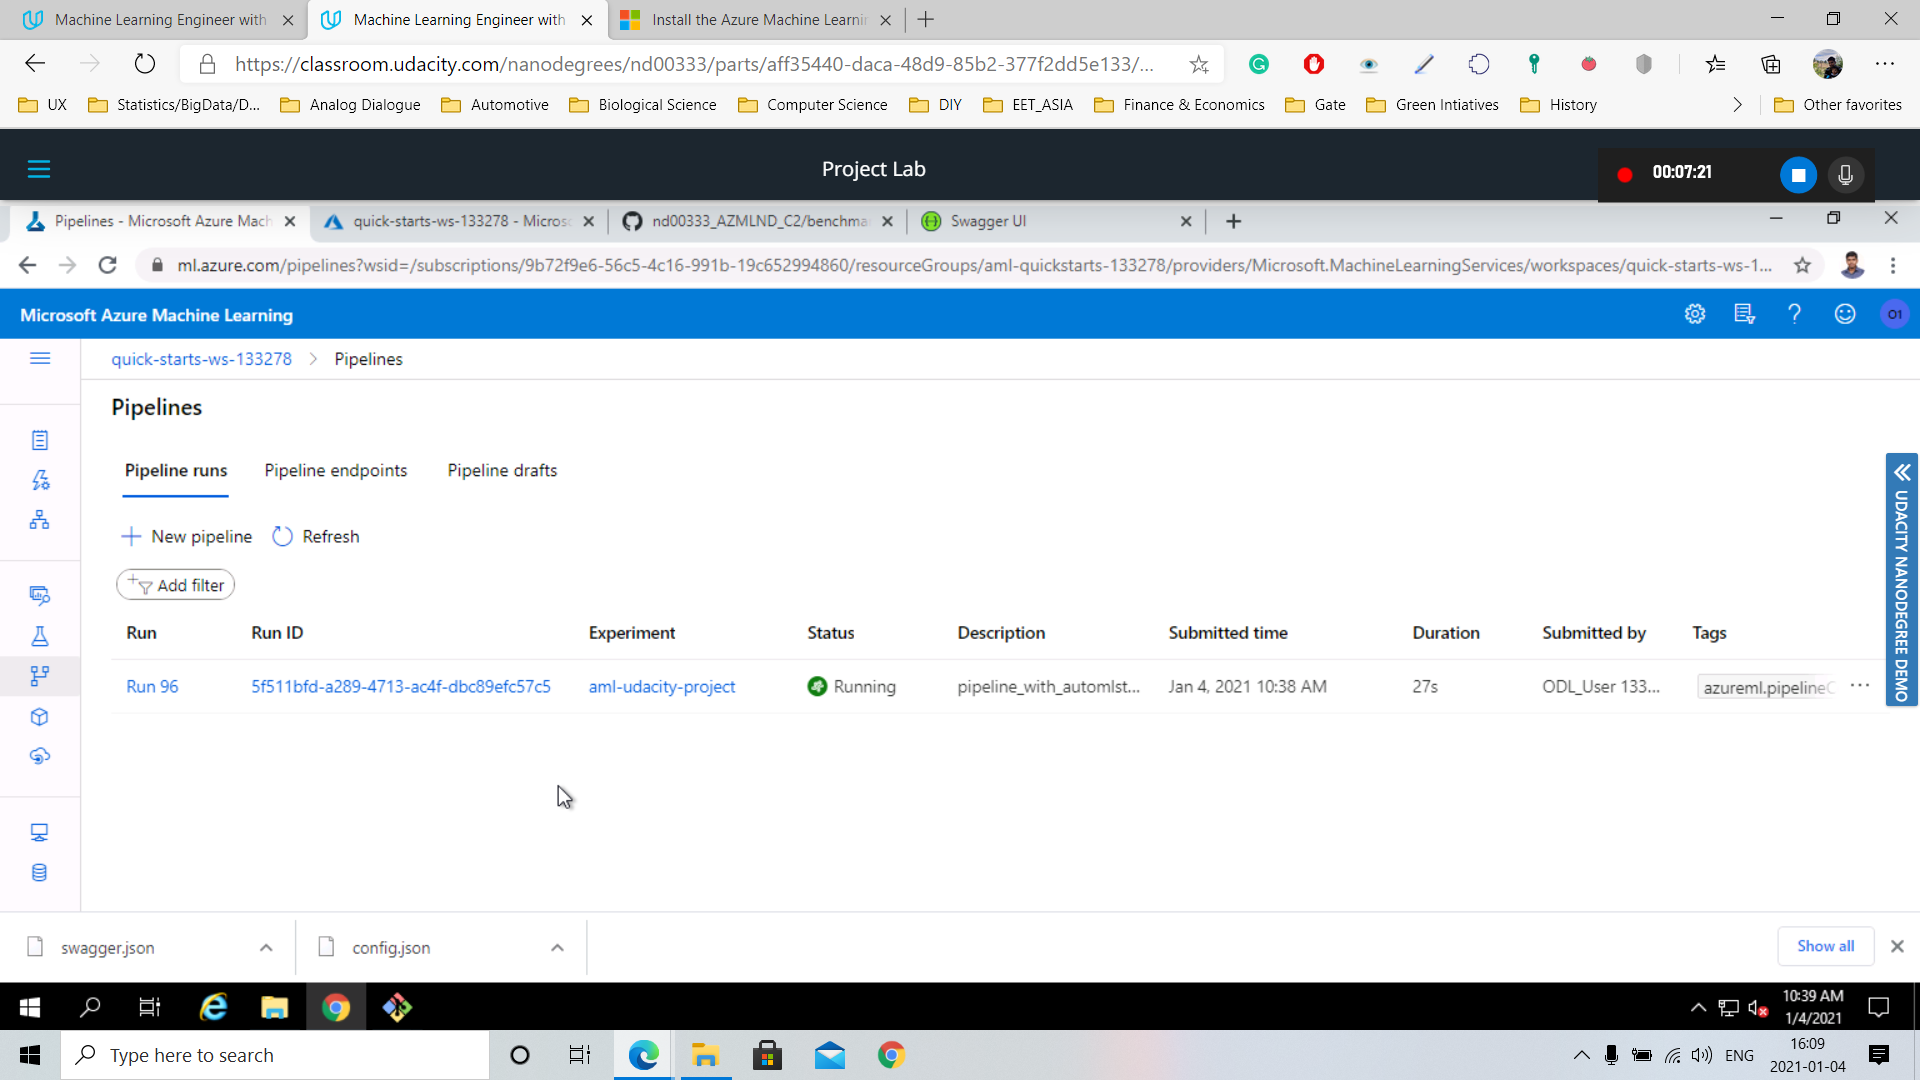 Machine Learning Engineer with
Machine Learning Engineer with
Install the Azure Machine Learnin
https://classroom.udacity.com/nanodegrees/nd00333/parts/aff35440-daca-48d9-85b2-377f2dd5e133/...
UX
Statistics/BigData/D...
Analog Dialogue
Automotive
Biological Science
Computer Science
DIY
EET_ASIA
Finance & Economics
Gate
Green Intiatives
History
Other favorites
Project Lab
00:07:21
Pipelines - Microsoft Azure Mach
quick-starts-ws-133278 - Microso
nd00333_AZMLND_C2/benchma
Swagger UI
ml.azure.com/pipelines?wsid=/subscriptions/9b72f9e6-56c5-4c16-991b-19c652994860/resourceGroups/aml-quickstarts-133278/providers/Microsoft.MachineLearningServices/workspaces/quick-starts-ws-1...
Microsoft Azure Machine Learning
O1
quick-starts-ws-133278 > Pipelines
Pipelines
Pipeline runs
Pipeline endpoints
Pipeline drafts
New pipeline
Refresh
Add filter
Run
Run ID
Experiment
Status
Description
Submitted time
Duration
Submitted by
Tags
Run 96
5f511bfd-a289-4713-ac4f-dbc89efc57c5
aml-udacity-project
Running
pipeline_with_automlst...
Jan 4, 2021 10:38 AM
27s
ODL_User 133...
azureml.pipelineC
UDACITY NANODEGREE DEMO
swagger.json
config.json
Show all
10:39 AM
1/4/2021
Type here to search
ENG
16:09
2021-01-04